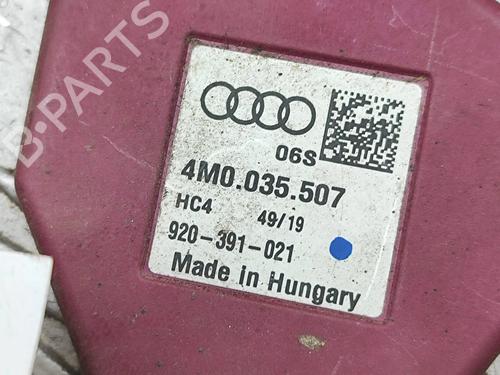 B-PARTS
06S
4M0.035.507
HC4 49/19
920-391-021
Made in Hungary